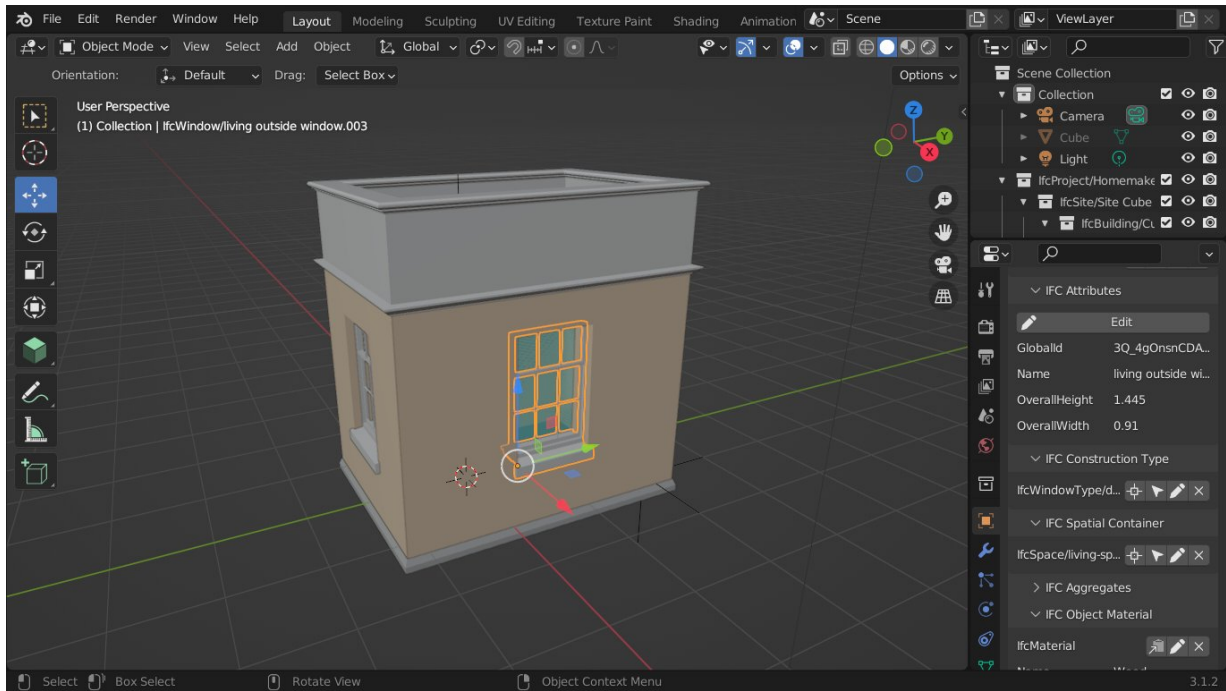 File Edit Render Window Help Layout Modeling Sculpting UV Editing Texture Paint Shading Animation Scene ViewLayer
Object Mode View Select Add Object Global
Orientation: Default Drag: Select Box Options
User Perspective
(1) Collection | IfcWindow/living outside window.003
Z
Y
X
Scene Collection
Collection
Camera
Cube
Light
IfcProject/Homemake
IfcSite/Site Cube
IfcBuilding/Cu
IFC Attributes
Edit
GlobalId 3Q_4gOnsnCDA...
Name living outside wi...
OverallHeight 1.445
OverallWidth 0.91
IFC Construction Type
IfcWindowType/d...
IFC Spatial Container
IfcSpace/living-sp...
IFC Aggregates
IFC Object Material
IfcMaterial
Select Box Select Rotate View Object Context Menu 3.1.2